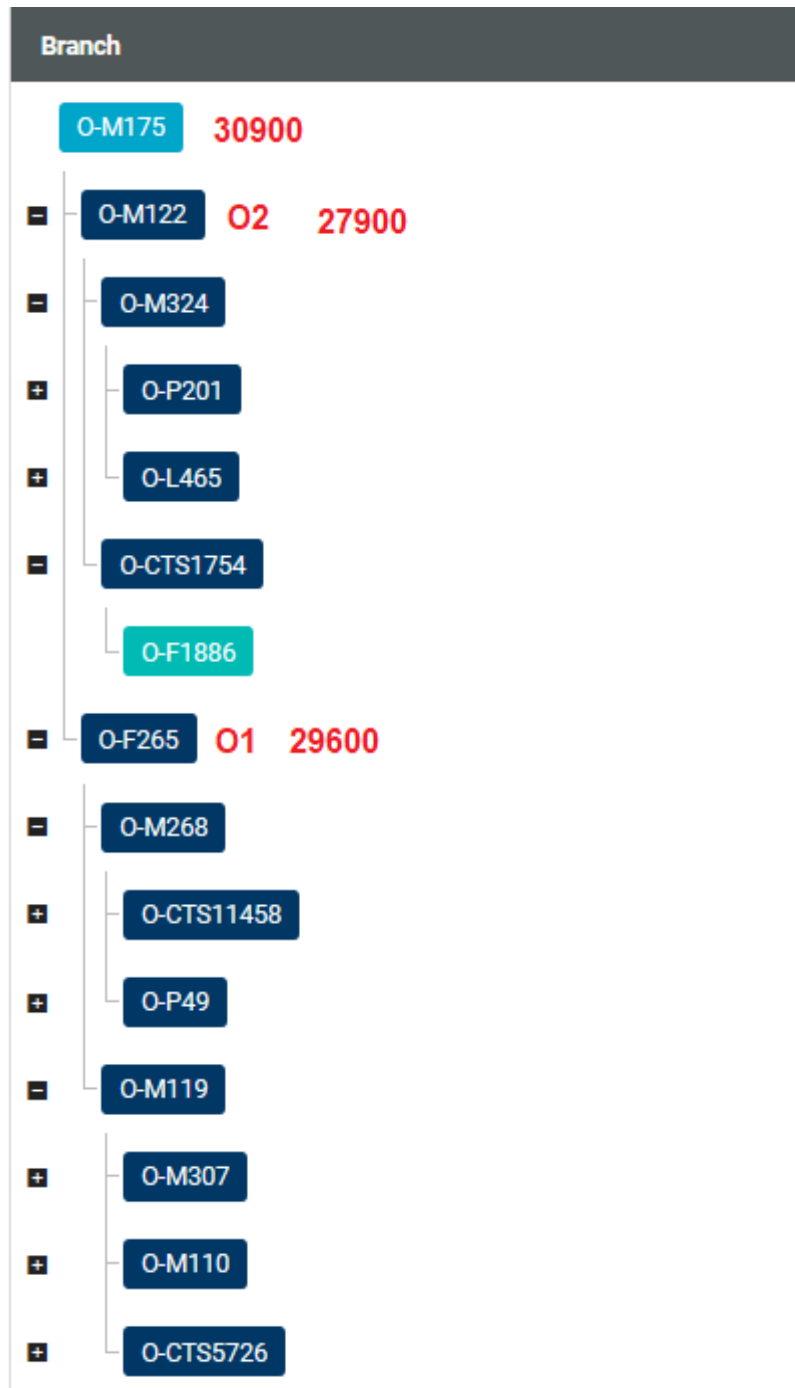 Branch
O-M175 30900
O-M122 O2 27900
O-M324
O-P201
O-L465
O-CTS1754
O-F1886
O-F265 O1 29600
O-M268
O-CTS11458
O-P49
O-M119
O-M307
O-M110
O-CTS5726